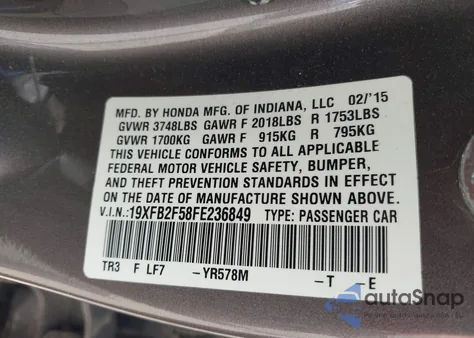 MFD. BY HONDA MFG. OF INDIANA, LLC 02/'15
GVWR 3748LBS GAWR F 2018LBS R 1753LBS
GVWR 1700KG GAWR F 915KG R 795KG
THIS VEHICLE CONFORMS TO ALL APPLICABLE
FEDERAL MOTOR VEHICLE SAFETY, BUMPER,
AND THEFT PREVENTION STANDARDS IN EFFECT
ON THE DATE OF MANUFACTURE SHOWN ABOVE.
V.I.N.:19XFB2F58FE236849 TYPE: PASSENGER CAR
TR3 F LF7 -YR578M -T E
autoSnap